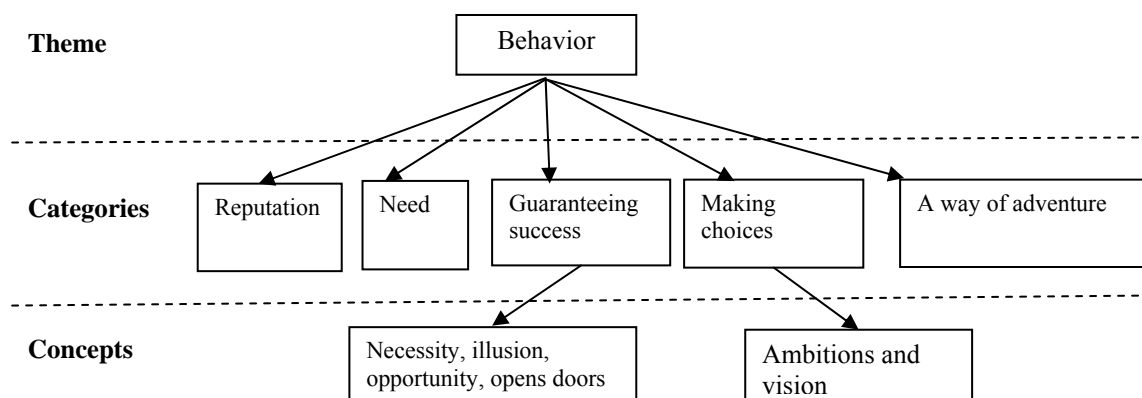 Theme
Behavior
Categories
Reputation
Need
Guaranteeing
success
Making
choices
A way of adventure
Concepts
Necessity, illusion,
opportunity, opens doors
Ambitions and
vision